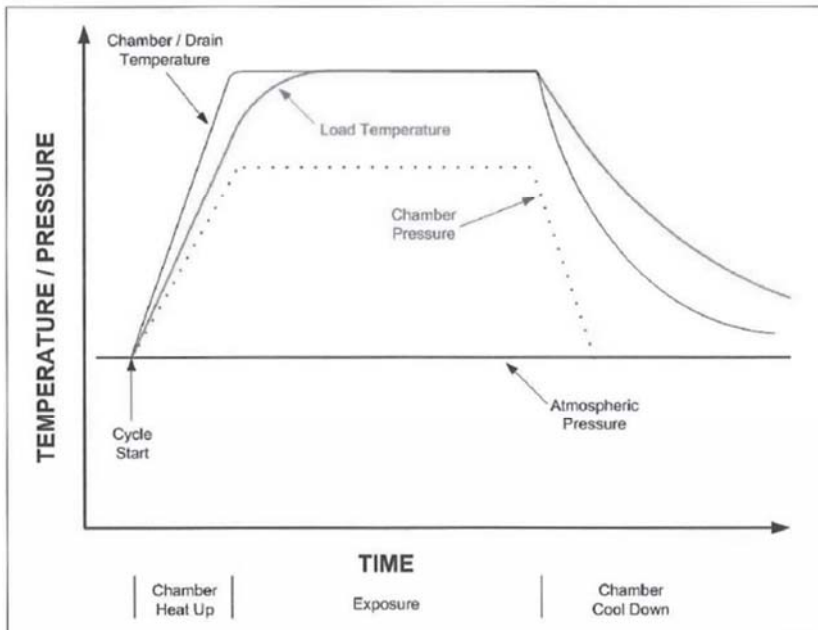 Chamber / Drain
Temperature
Load Temperature
Chamber
Pressure
Atmospheric
Pressure
Cycle
Start
TEMPERATURE / PRESSURE
TIME
Chamber
Heat Up
Exposure
Chamber
Cool Down